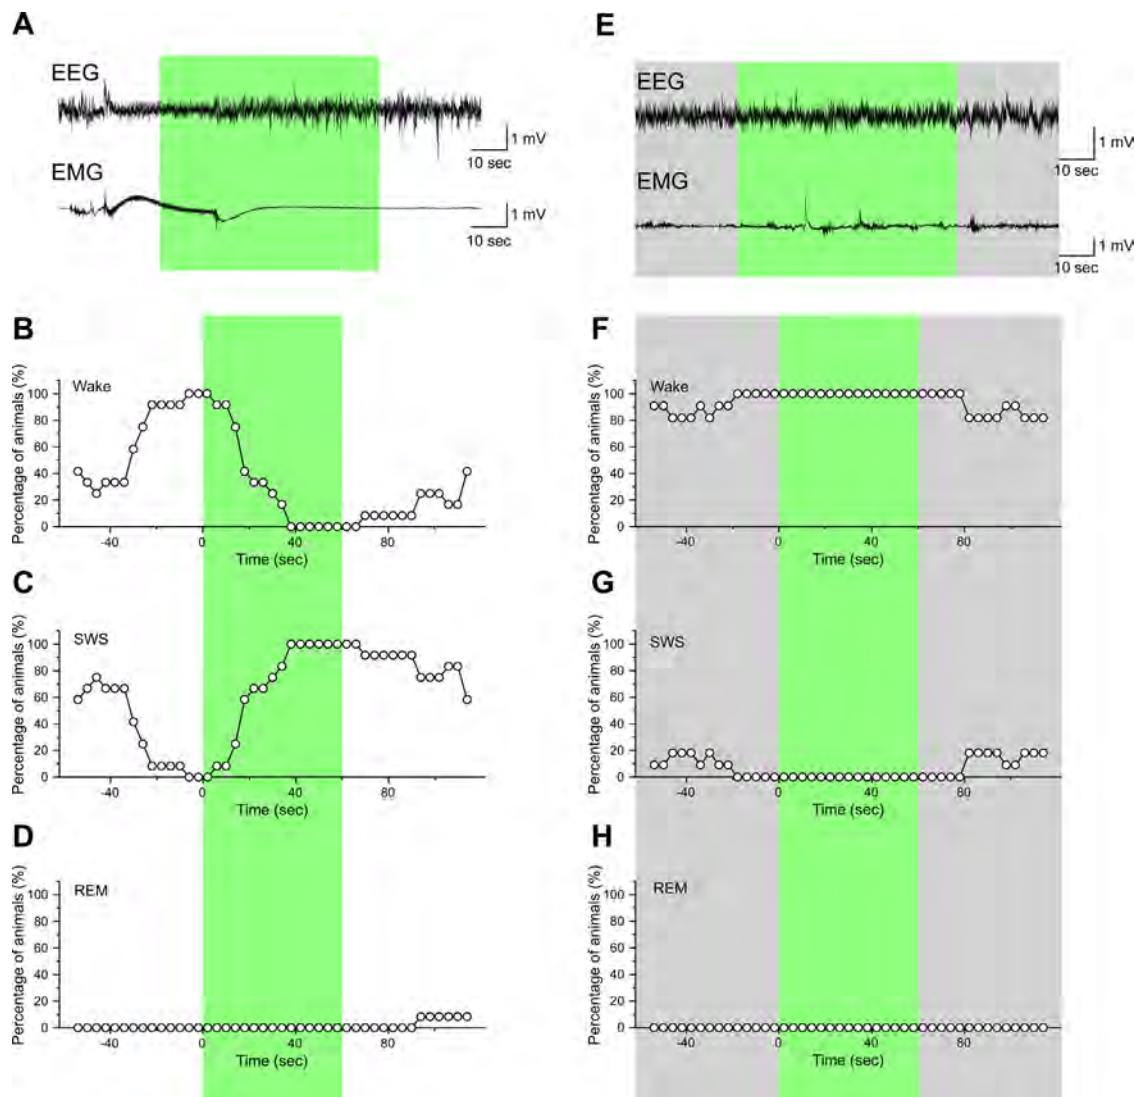 A
EEG
1 mV
10 sec
EMG
1 mV
10 sec
B
Wake
Percentage of animals (%)
100
80
60
40
20
0
-40 0 40 80
Time (sec)
C
SWS
Percentage of animals (%)
100
80
60
40
20
0
-40 0 40 80
Time (sec)
D
REM
Percentage of animals (%)
100
80
60
40
20
0
-40 0 40 80
Time (sec)
E
EEG
1 mV
10 sec
EMG
1 mV
10 sec
F
Wake
Percentage of animals (%)
100
80
60
40
20
0
-40 0 40 80
Time (sec)
G
SWS
Percentage of animals (%)
100
80
60
40
20
0
-40 0 40 80
Time (sec)
H
REM
Percentage of animals (%)
100
80
60
40
20
0
-40 0 40 80
Time (sec)